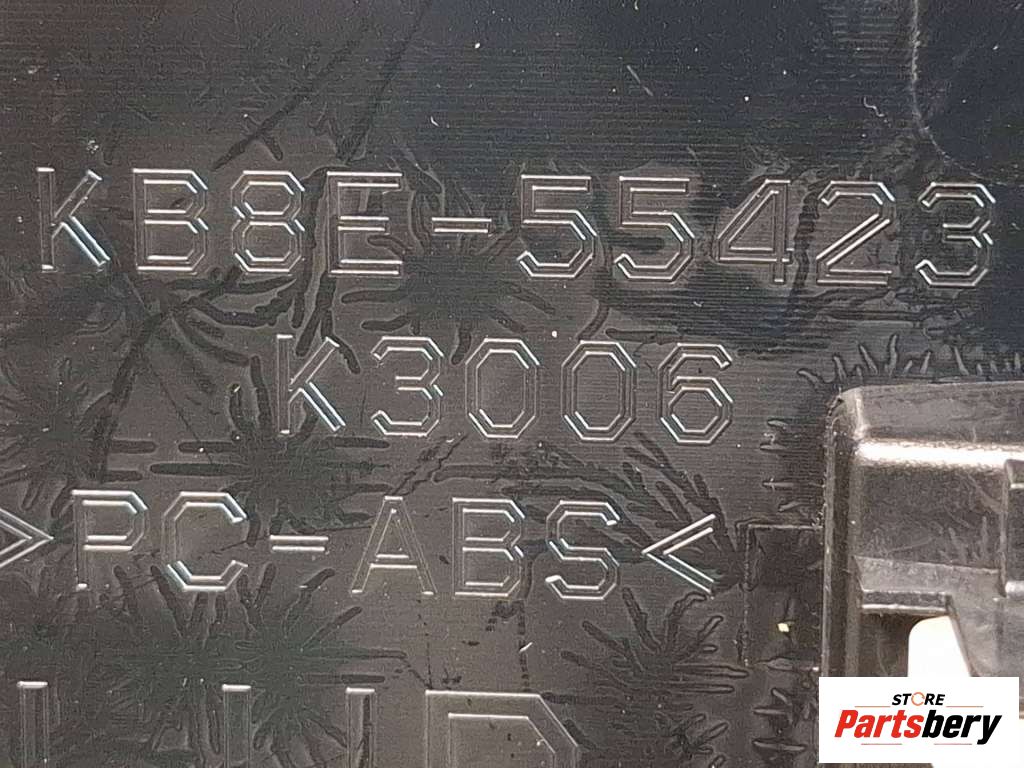 KB8E-55423
K3006
>PC-ABS<
STORE
Partsbery